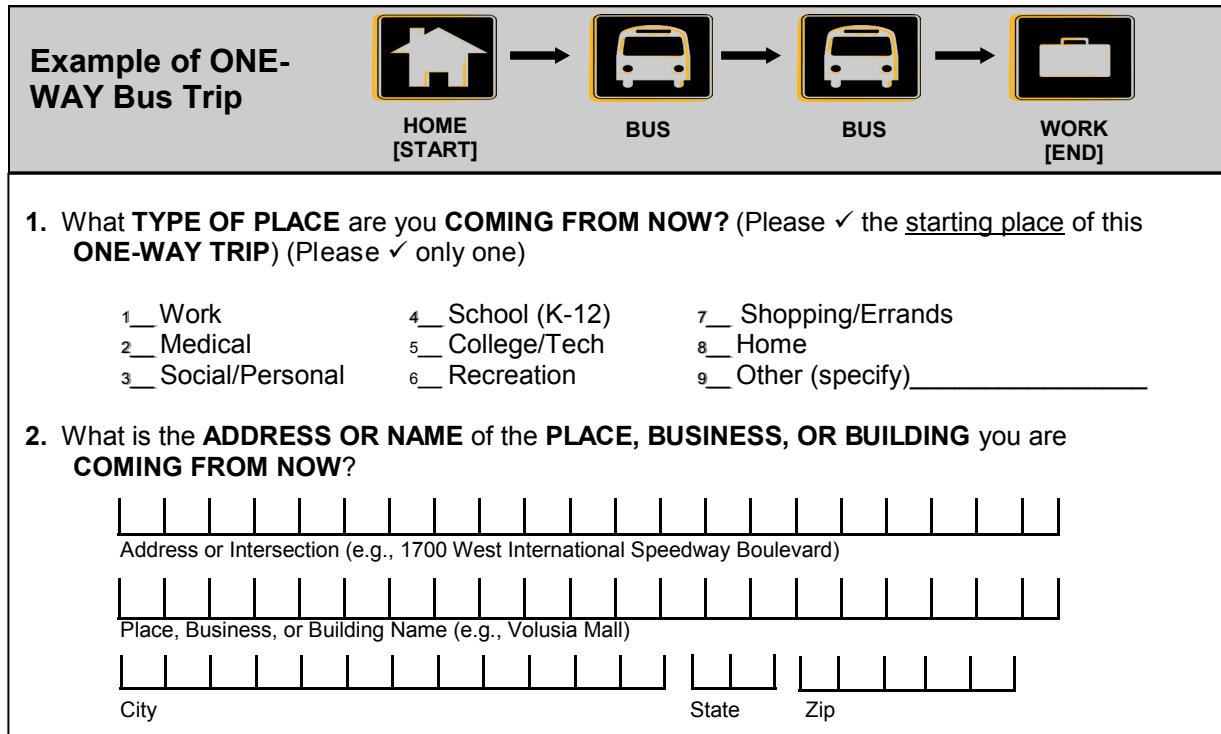 Example of ONE-
WAY Bus Trip
HOME
[START]
BUS
BUS
WORK
[END]
1. What TYPE OF PLACE are you COMING FROM NOW? (Please ✓ the starting place of this
ONE-WAY TRIP) (Please ✓ only one)
1__ Work 4__ School (K-12) 7__ Shopping/Errands
2__ Medical 5__ College/Tech 8__ Home
3__ Social/Personal 6__ Recreation 9__ Other (specify)___________________
2. What is the ADDRESS OR NAME of the PLACE, BUSINESS, OR BUILDING you are
COMING FROM NOW?
Address or Intersection (e.g., 1700 West International Speedway Boulevard)
Place, Business, or Building Name (e.g., Volusia Mall)
City State Zip